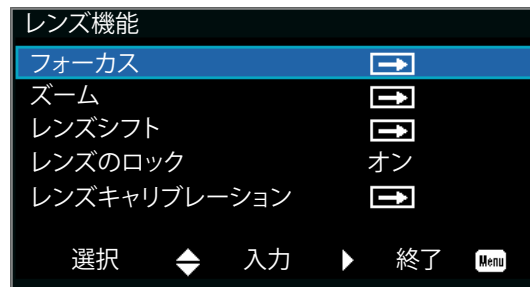 レンズ機能
フォーカス
ズーム
レンズシフト
レンズのロック オン
レンズキャリブレーション
選択 入力 終了 Menu